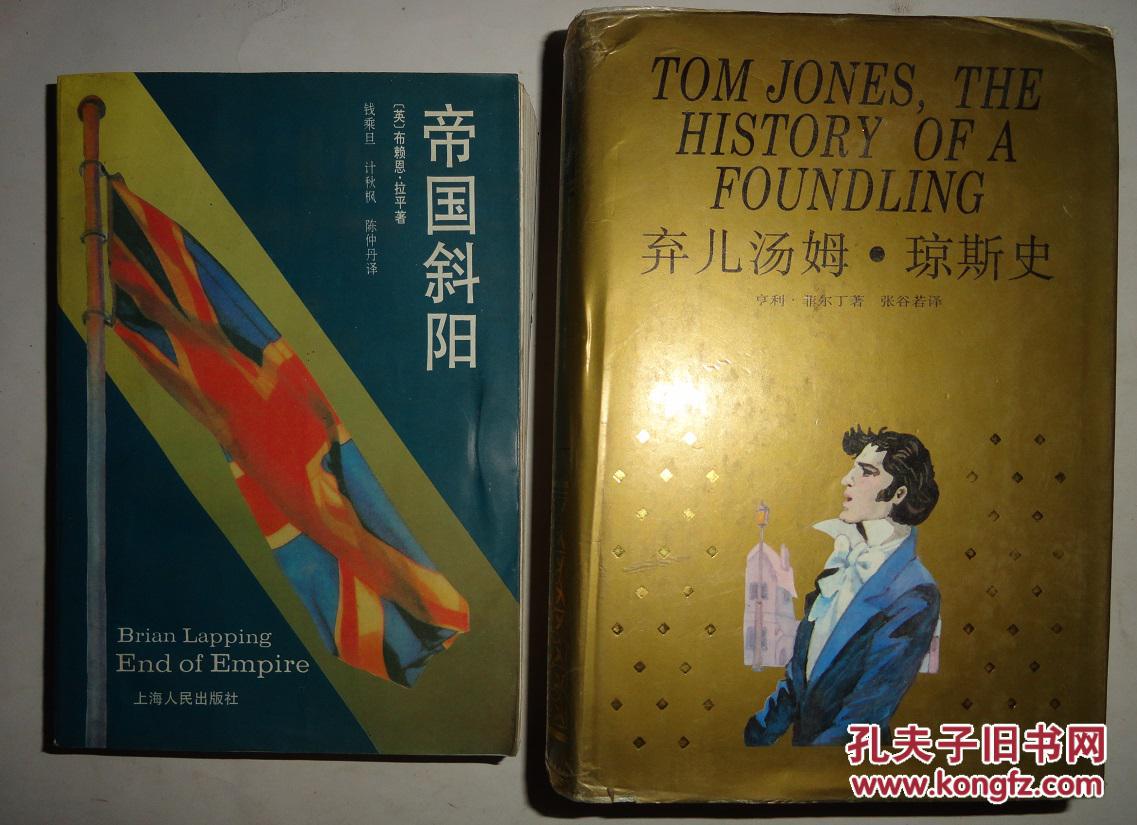 帝国斜阳
〔英〕布赖恩·拉平著
钱乘旦 计秋枫 陈仲丹译
Brian Lapping
End of Empire
上海人民出版社
TOM JONES, THE
HISTORY OF A
FOUNDLING
弃儿汤姆·琼斯史
亨利·菲尔丁著 张谷若译
孔夫子旧书网
www.kongfz.com